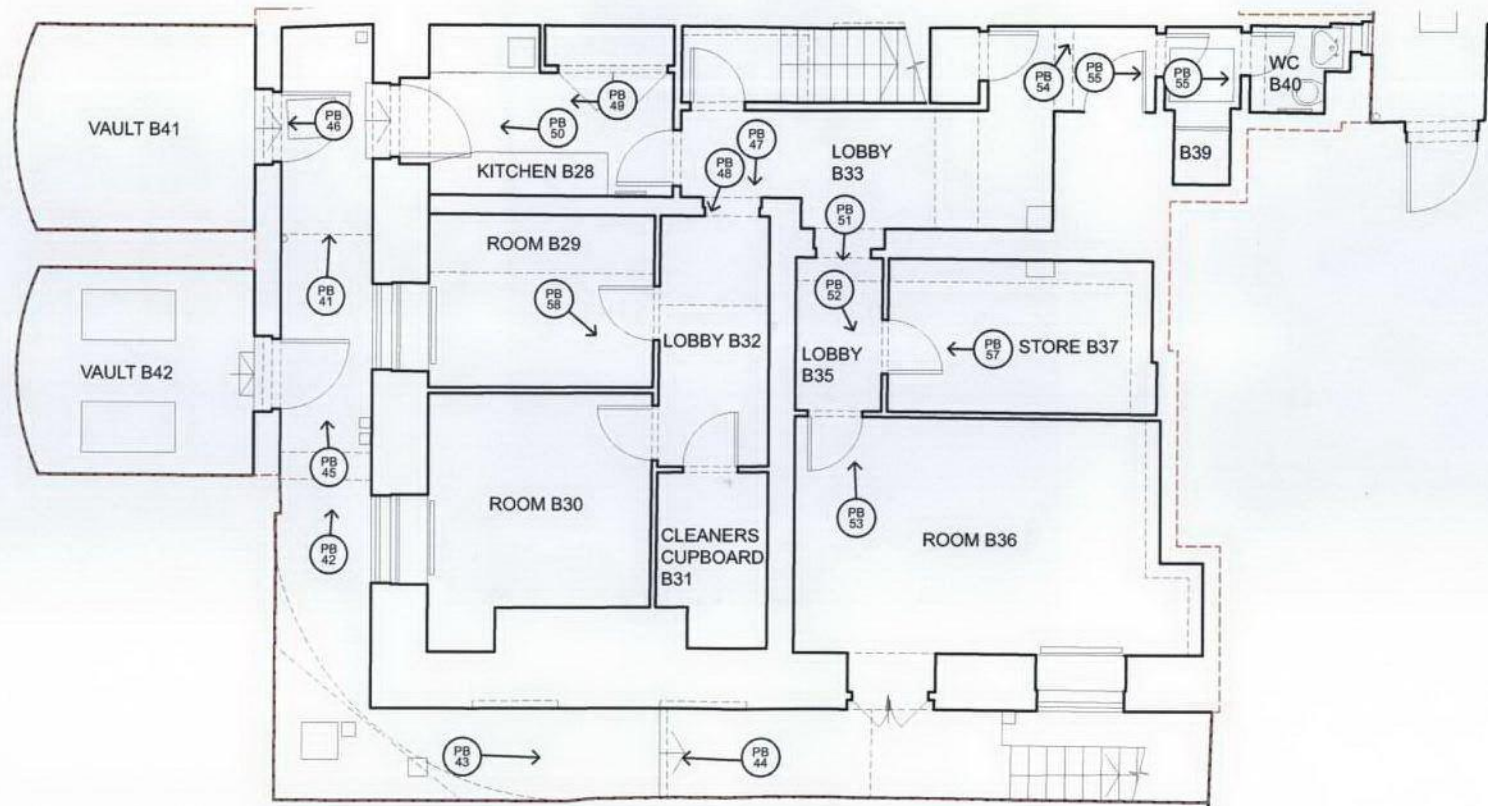 PB
54
PB
55
PB
55
WC
B40
PB
49
PB
46
PB
50
VAULT B41
PB
47
LOBBY
B33
B39
KITCHEN B28
PB
48
PB
51
ROOM B29
PB
41
PB
58
PB
52
LOBBY B32
LOBBY
B35
PB
57
STORE B37
VAULT B42
PB
45
ROOM B30
PB
42
CLEANERS
CUPBOARD
B31
PB
53
ROOM B36
PB
43
PB
44